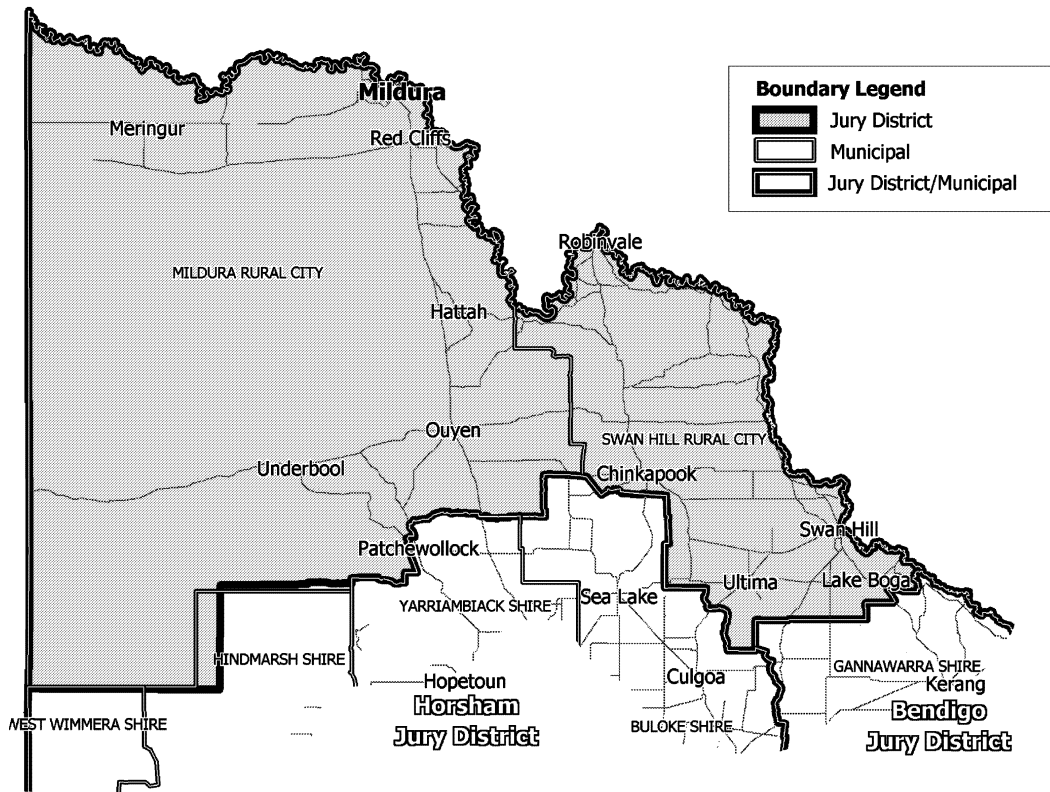 Mildura
Boundary Legend
Jury District
Municipal
Jury District/Municipal
Meringur
Red Cliffs
Robinvale
MILDURA RURAL CITY
Hattah
Ouyen
SWAN HILL RURAL CITY
Underbool
Chinkapook
Swan Hill
Patchewollock
Ultima
Lake Boga
Sea Lake
YARRIAMBIACK SHIRE
HINDMARSH SHIRE
GANNAWARRA SHIRE
Culgoa
Hopetoun
Kerang
Horsham
Jury District
Bendigo
Jury District
WEST WIMMERA SHIRE
BULOKE SHIRE